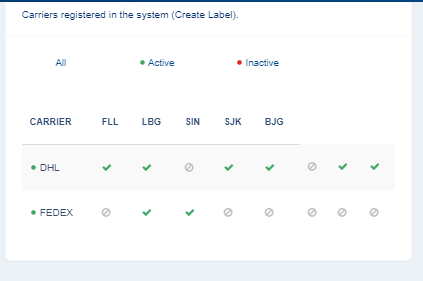 Carriers registered in the system (Create Label).
All Active Inactive
CARRIER FLL LBG SIN SJK BJG
DHL
FEDEX